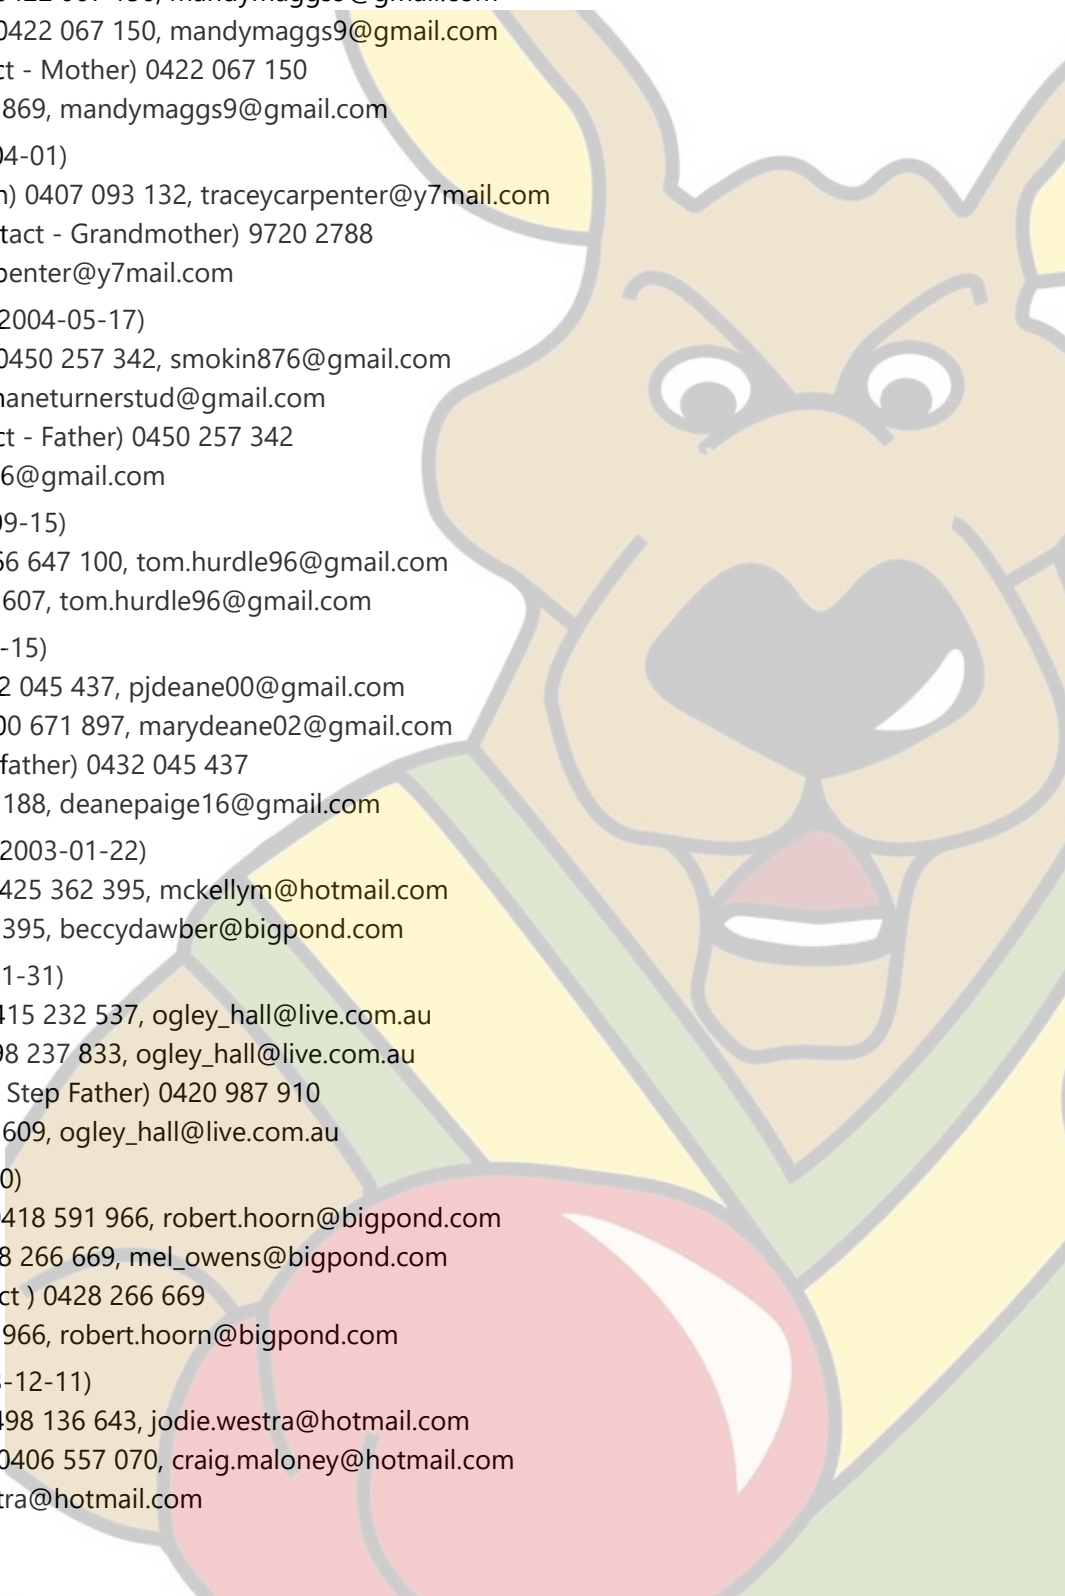 0422 067 150, mandymaggs9@gmail.com
ct - Mother) 0422 067 150
869, mandymaggs9@gmail.com
04-01)
n) 0407 093 132, traceycarpenter@y7mail.com
tact - Grandmother) 9720 2788
penter@y7mail.com
2004-05-17)
0450 257 342, smokin876@gmail.com
haneturnerstud@gmail.com
ct - Father) 0450 257 342
6@gmail.com
09-15)
66 647 100, tom.hurdle96@gmail.com
607, tom.hurdle96@gmail.com
-15)
2 045 437, pjdeane00@gmail.com
00 671 897, marydeane02@gmail.com
father) 0432 045 437
188, deanepaige16@gmail.com
2003-01-22)
425 362 395, mckellym@hotmail.com
395, beccydawber@bigpond.com
1-31)
415 232 537, ogley_hall@live.com.au
98 237 833, ogley_hall@live.com.au
Step Father) 0420 987 910
609, ogley_hall@live.com.au
0)
418 591 966, robert.hoorn@bigpond.com
8 266 669, mel_owens@bigpond.com
ct ) 0428 266 669
966, robert.hoorn@bigpond.com
-12-11)
498 136 643, jodie.westra@hotmail.com
0406 557 070, craig.maloney@hotmail.com
tra@hotmail.com